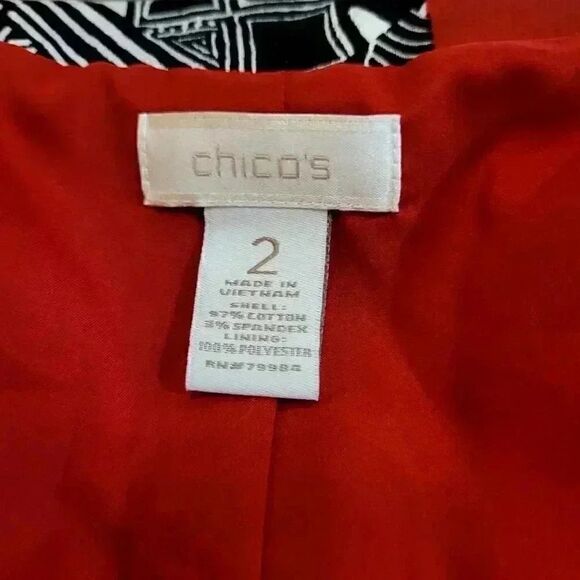 chico's
2
MADE IN
VIETNAM
SHELL:
97% COTTON
3% SPANDEX
LINING:
100% POLYESTER
RN# 79984